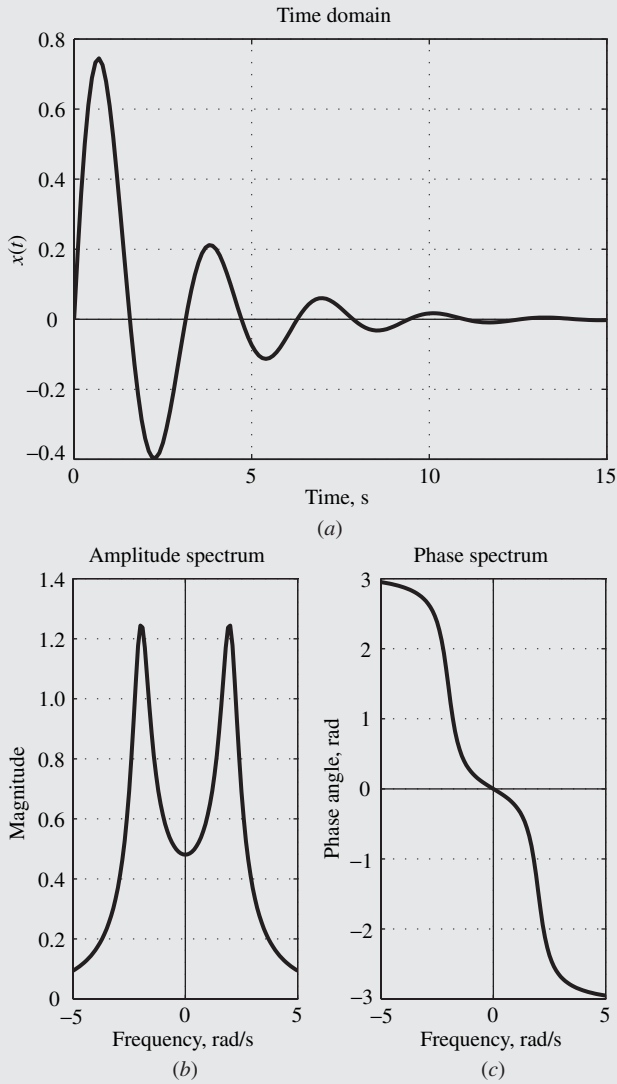 Time domain
0.8
0.6
0.4
0.2
0
−0.2
−0.4
x(t)
0 5 10 15
Time, s
(a)
Amplitude spectrum
1.4
1.2
1.0
0.8
0.6
0.4
0.2
0
Magnitude
−5 0 5
Frequency, rad/s
(b)
Phase spectrum
3
2
1
0
−1
−2
−3
Phase angle, rad
−5 0 5
Frequency, rad/s
(c)